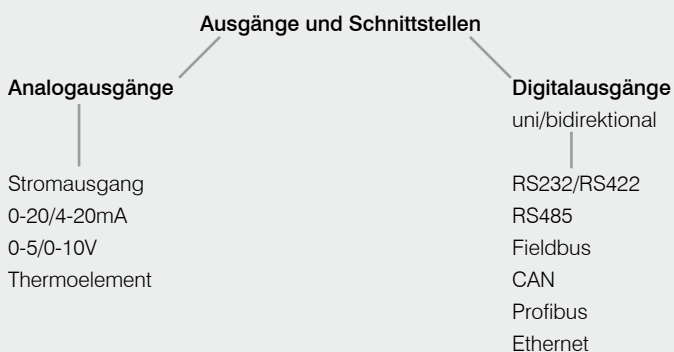 Ausgänge und Schnittstellen
Analogausgänge
Stromausgang
0-20/4-20mA
0-5/0-10V
Thermoelement
Digitalausgänge
uni/bidirektional
RS232/RS422
RS485
Fieldbus
CAN
Profibus
Ethernet